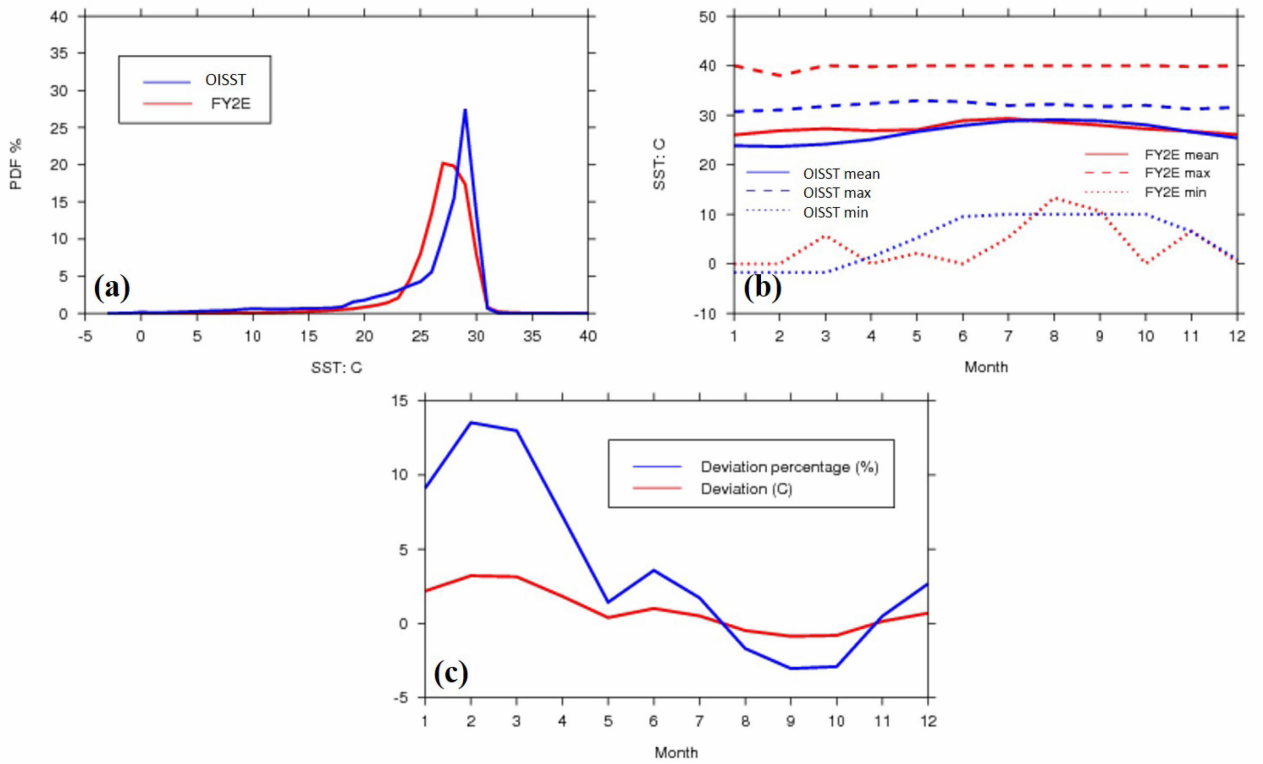 40
35
30
25
20
15
10
5
0
PDF %
OISST
FY2E
(a)
-5 0 5 10 15 20 25 30 35 40
SST: C
50
40
30
20
10
0
-10
SST: C
OISST mean
OISST max
OISST min
FY2E mean
FY2E max
FY2E min
(b)
1 2 3 4 5 6 7 8 9 10 11 12
Month
15
10
5
0
-5
Deviation percentage (%)
Deviation (C)
(c)
1 2 3 4 5 6 7 8 9 10 11 12
Month